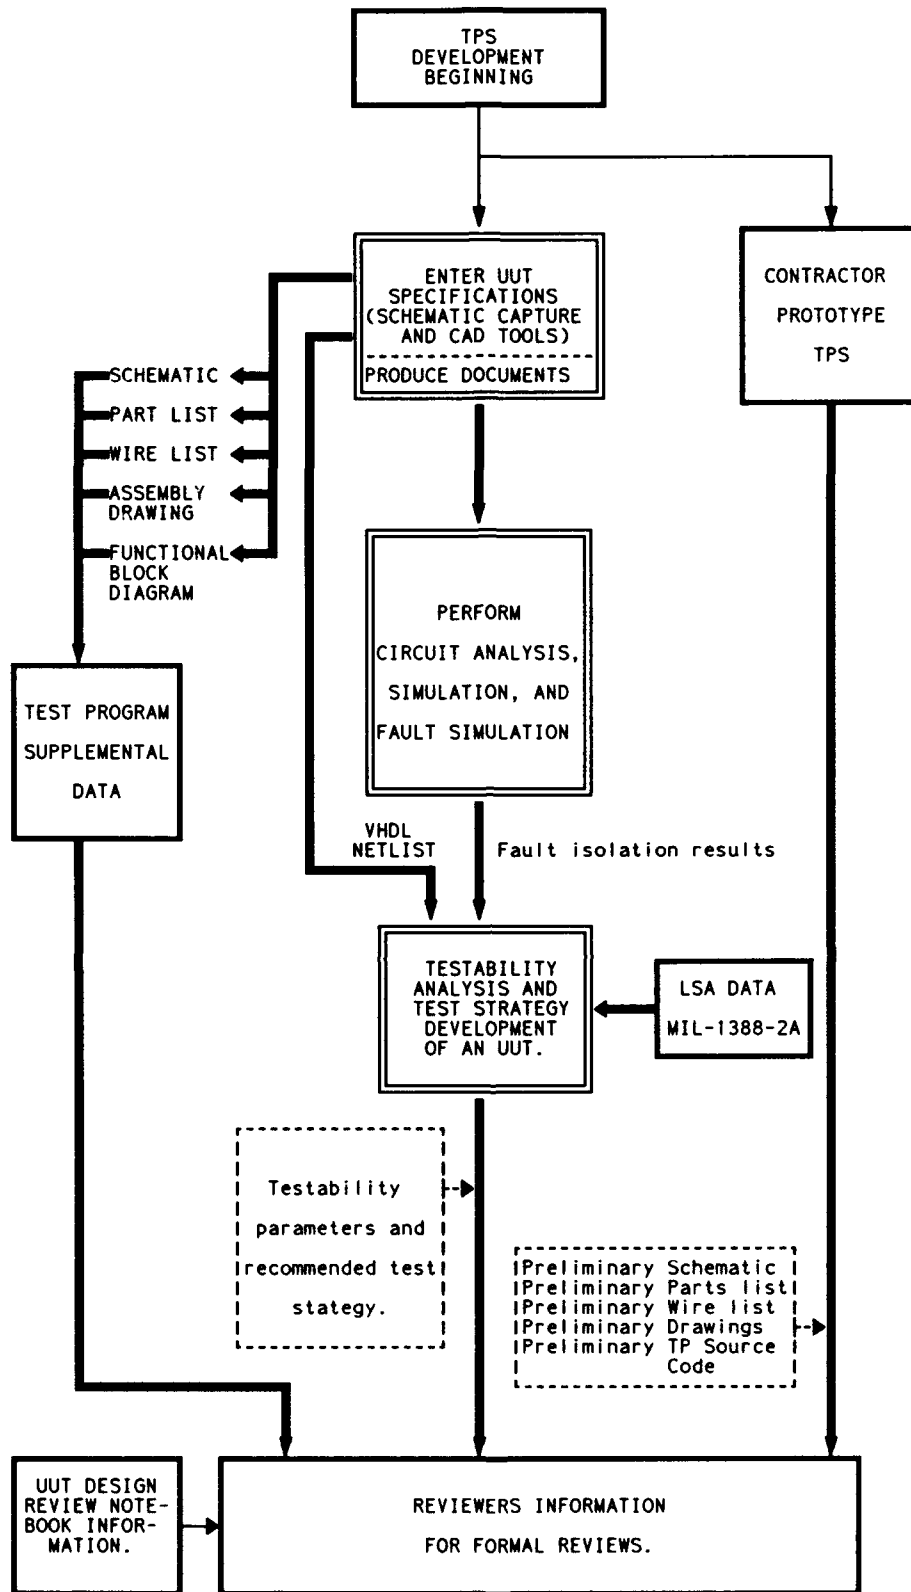 TPS
DEVELOPMENT
BEGINNING
ENTER UUT
SPECIFICATIONS
(SCHEMATIC CAPTURE
AND CAD TOOLS)
PRODUCE DOCUMENTS
CONTRACTOR
PROTOTYPE
TPS
SCHEMATIC
PART LIST
WIRE LIST
ASSEMBLY
DRAWING
FUNCTIONAL
BLOCK
DIAGRAM
PERFORM
CIRCUIT ANALYSIS,
SIMULATION, AND
FAULT SIMULATION
TEST PROGRAM
SUPPLEMENTAL
DATA
VHDL
NETLIST
Fault isolation results
TESTABILITY
ANALYSIS AND
TEST STRATEGY
DEVELOPMENT
OF AN UUT.
LSA DATA
MIL-1388-2A
Testability
parameters and
recommended test
stategy.
Preliminary Schematic
Preliminary Parts list
Preliminary Wire list
Preliminary Drawings
Preliminary TP Source
Code
UUT DESIGN
REVIEW NOTE-
BOOK INFOR-
MATION.
REVIEWERS INFORMATION
FOR FORMAL REVIEWS.